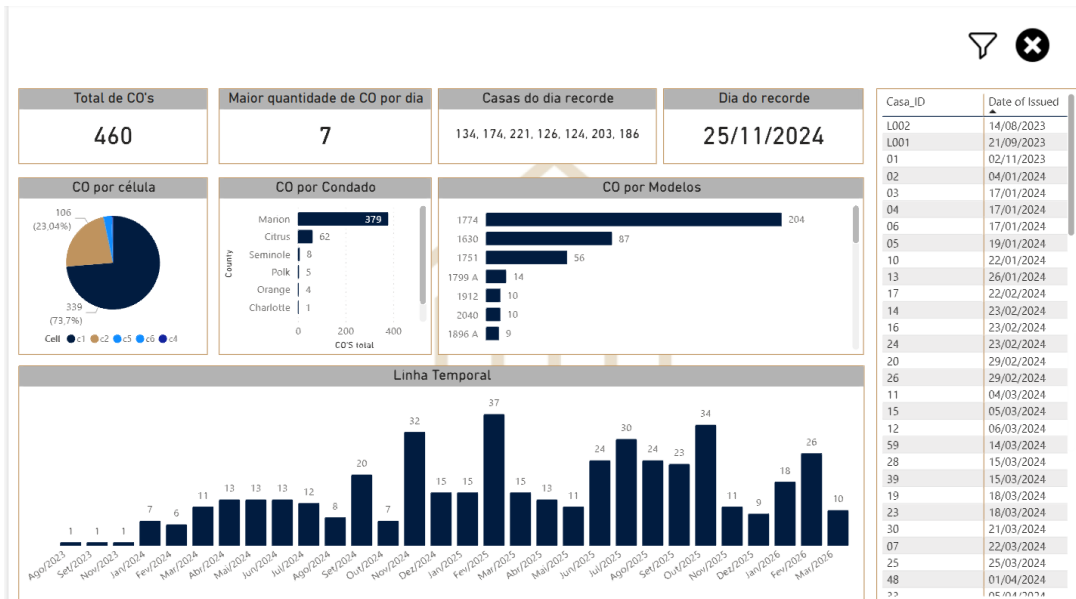 Total de CO's
460
Maior quantidade de CO por dia
7
Casas do dia recorde
134, 174, 221, 126, 124, 203, 186
Dia do recorde
25/11/2024
CO por célula
106
(23,04%)
339
(73,7%)
Cell c1 c2 c5 c6 c4
CO por Condado
County
Marion 379
Citrus 62
Seminole 8
Polk 5
Orange 4
Charlotte 1
0 200 400
CO'S total
CO por Modelos
1774 204
1630 87
1751 56
1799 A 14
1912 10
2040 10
1896 A 9
Linha Temporal
1 1 1 7 6 11 13 13 13 12 8 20 7 32 15 15 37 15 13 11 24 30 24 23 34 11 9 18 26 10
Ago/2023 Set/2023 Nov/2023 Jan/2024 Fev/2024 Mar/2024 Abr/2024 Mai/2024 Jun/2024 Jul/2024 Ago/2024 Set/2024 Out/2024 Nov/2024 Dez/2024 Jan/2025 Fev/2025 Mar/2025 Abr/2025 Mai/2025 Jun/2025 Jul/2025 Ago/2025 Set/2025 Out/2025 Nov/2025 Dez/2025 Jan/2026 Fev/2026 Mar/2026
Casa_ID Date of Issued
L002 14/08/2023
L001 21/09/2023
01 02/11/2023
02 04/01/2024
03 17/01/2024
04 17/01/2024
06 17/01/2024
05 19/01/2024
10 22/01/2024
13 26/01/2024
17 22/02/2024
14 23/02/2024
16 23/02/2024
24 23/02/2024
20 29/02/2024
26 29/02/2024
11 04/03/2024
15 05/03/2024
12 06/03/2024
59 14/03/2024
28 15/03/2024
39 15/03/2024
19 18/03/2024
23 18/03/2024
30 21/03/2024
07 22/03/2024
25 25/03/2024
48 01/04/2024
05/04/2024